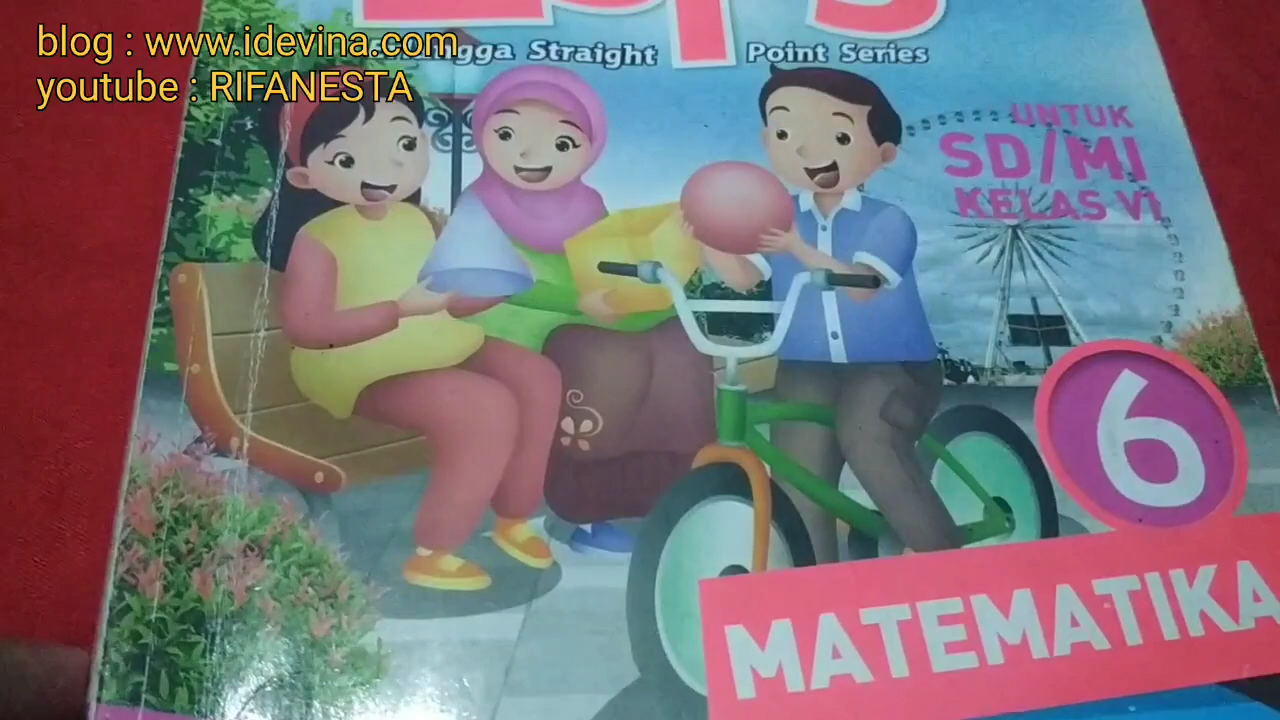 blog : www.idevina.com
youtube : RIFANESTA
Straight Point Series
UNTUK
SD/MI
KELAS VI
6
MATEMATIKA